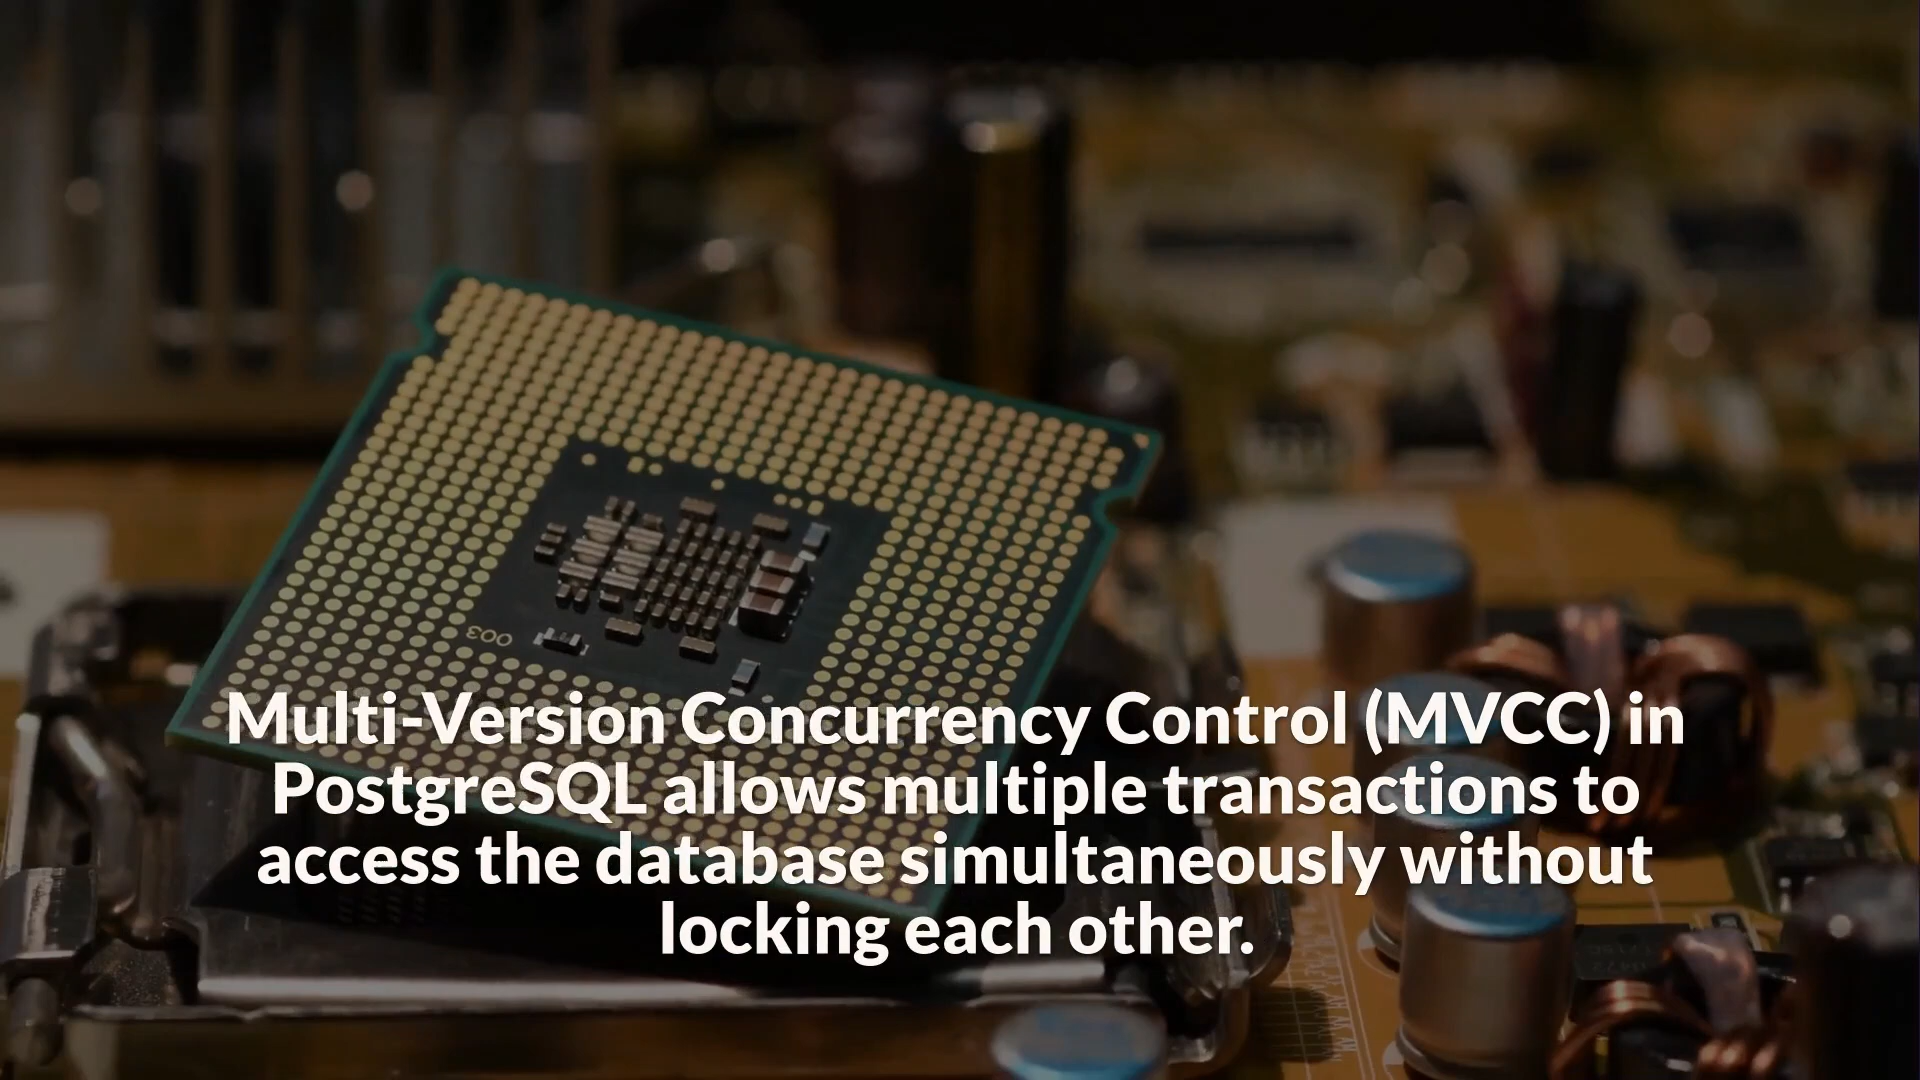 003
Multi-Version Concurrency Control (MVCC) in
PostgreSQL allows multiple transactions to
access the database simultaneously without
locking each other.